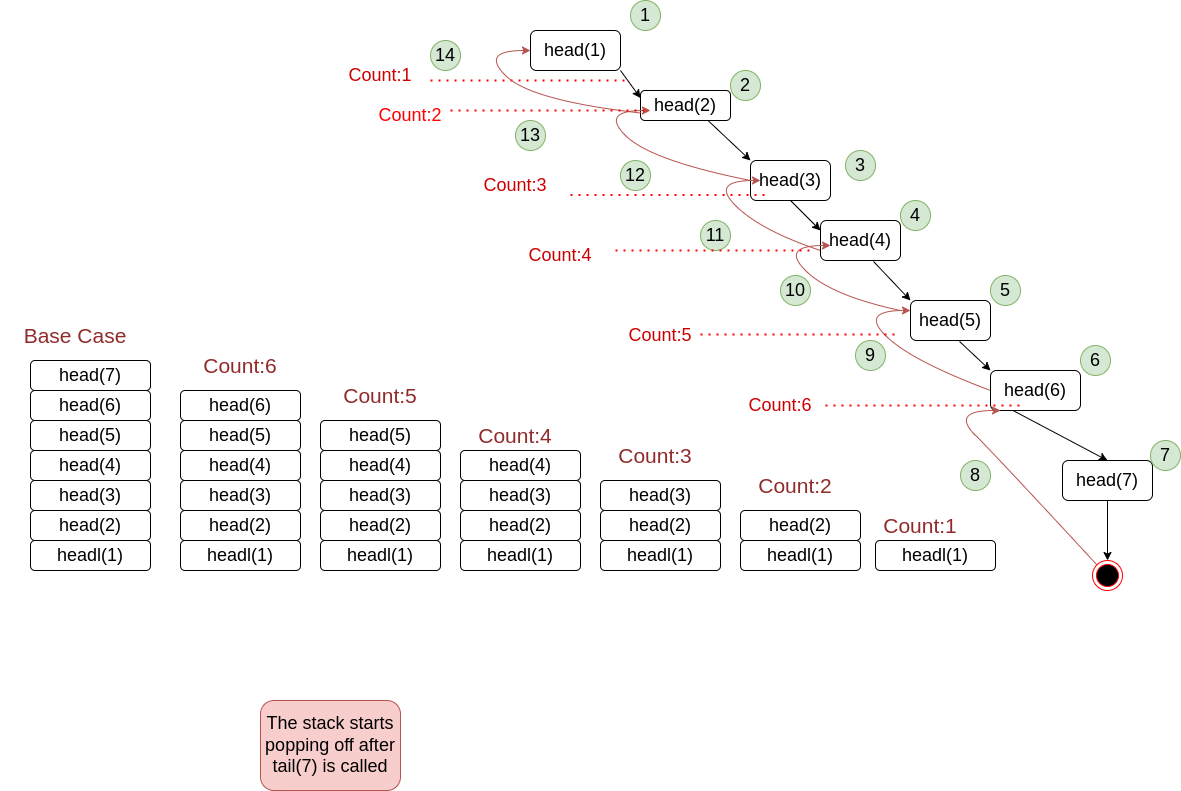 1
head(1)
14
Count:1
2
head(2)
Count:2
13
3
head(3)
12
Count:3
4
head(4)
11
Count:4
5
10
head(5)
Count:5
9
6
head(6)
Count:6
7
head(7)
8
Base Case
head(7)
head(6)
head(5)
head(4)
head(3)
head(2)
headl(1)
Count:6
head(6)
head(5)
head(4)
head(3)
head(2)
headl(1)
Count:5
head(5)
head(4)
head(3)
head(2)
headl(1)
Count:4
head(4)
head(3)
head(2)
headl(1)
Count:3
head(3)
head(2)
headl(1)
Count:2
head(2)
headl(1)
Count:1
headl(1)
The stack starts
popping off after
tail(7) is called